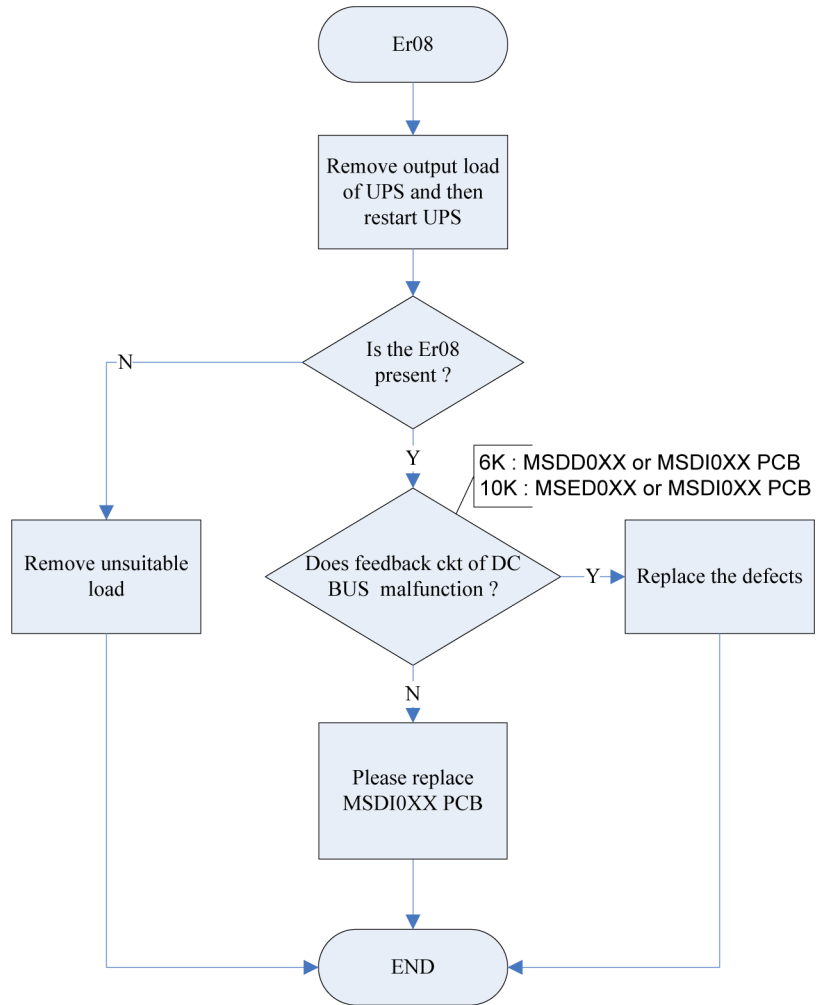 Er08
Remove output load
of UPS and then
restart UPS
Is the Er08
present ?
N
Y
6K : MSDD0XX or MSDI0XX PCB
10K : MSED0XX or MSDI0XX PCB
Remove unsuitable
load
Does feedback ckt of DC
BUS malfunction ?
Y
Replace the defects
N
Please replace
MSDI0XX PCB
END